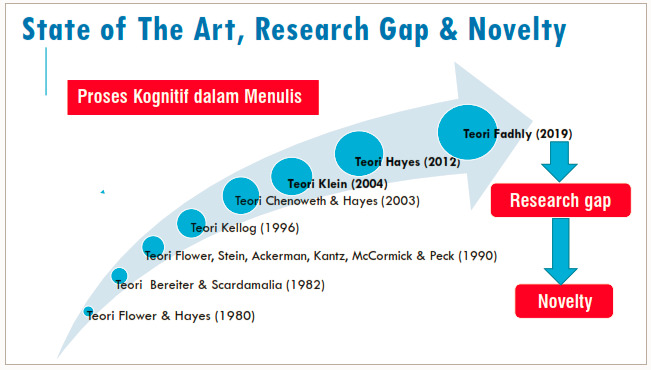 State of The Art, Research Gap & Novelty
Proses Kognitif dalam Menulis
Teori Fadhly (2019)
Teori Hayes (2012)
Teori Klein (2004)
Teori Chenoweth & Hayes (2003)
Teori Kellog (1996)
Teori Flower, Stein, Ackerman, Kantz, McCormick & Peck (1990)
Teori Bereiter & Scardamalia (1982)
Teori Flower & Hayes (1980)
Research gap
Novelty